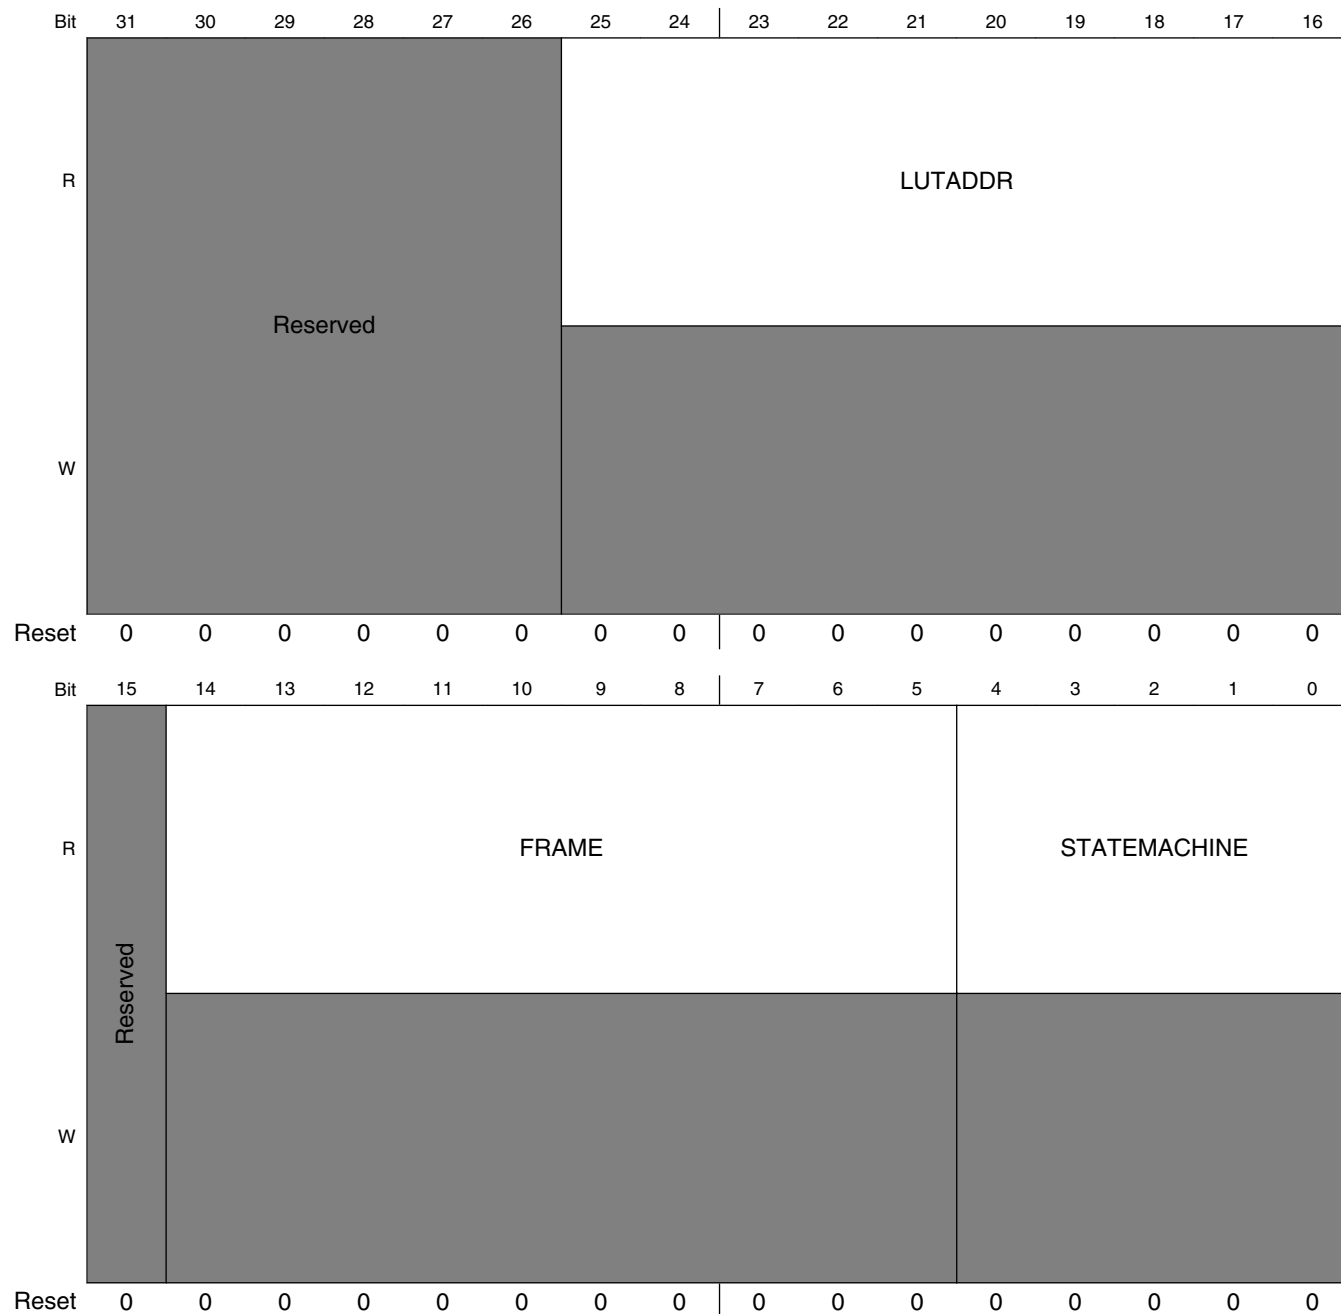 Bit 31 30 29 28 27 26 25 24 23 22 21 20 19 18 17 16
R LUTADDR
Reserved
W
Reset 0 0 0 0 0 0 0 0 0 0 0 0 0 0 0 0
Bit 15 14 13 12 11 10 9 8 7 6 5 4 3 2 1 0
R FRAME STATEMACHINE
Reserved
W
Reset 0 0 0 0 0 0 0 0 0 0 0 0 0 0 0 0